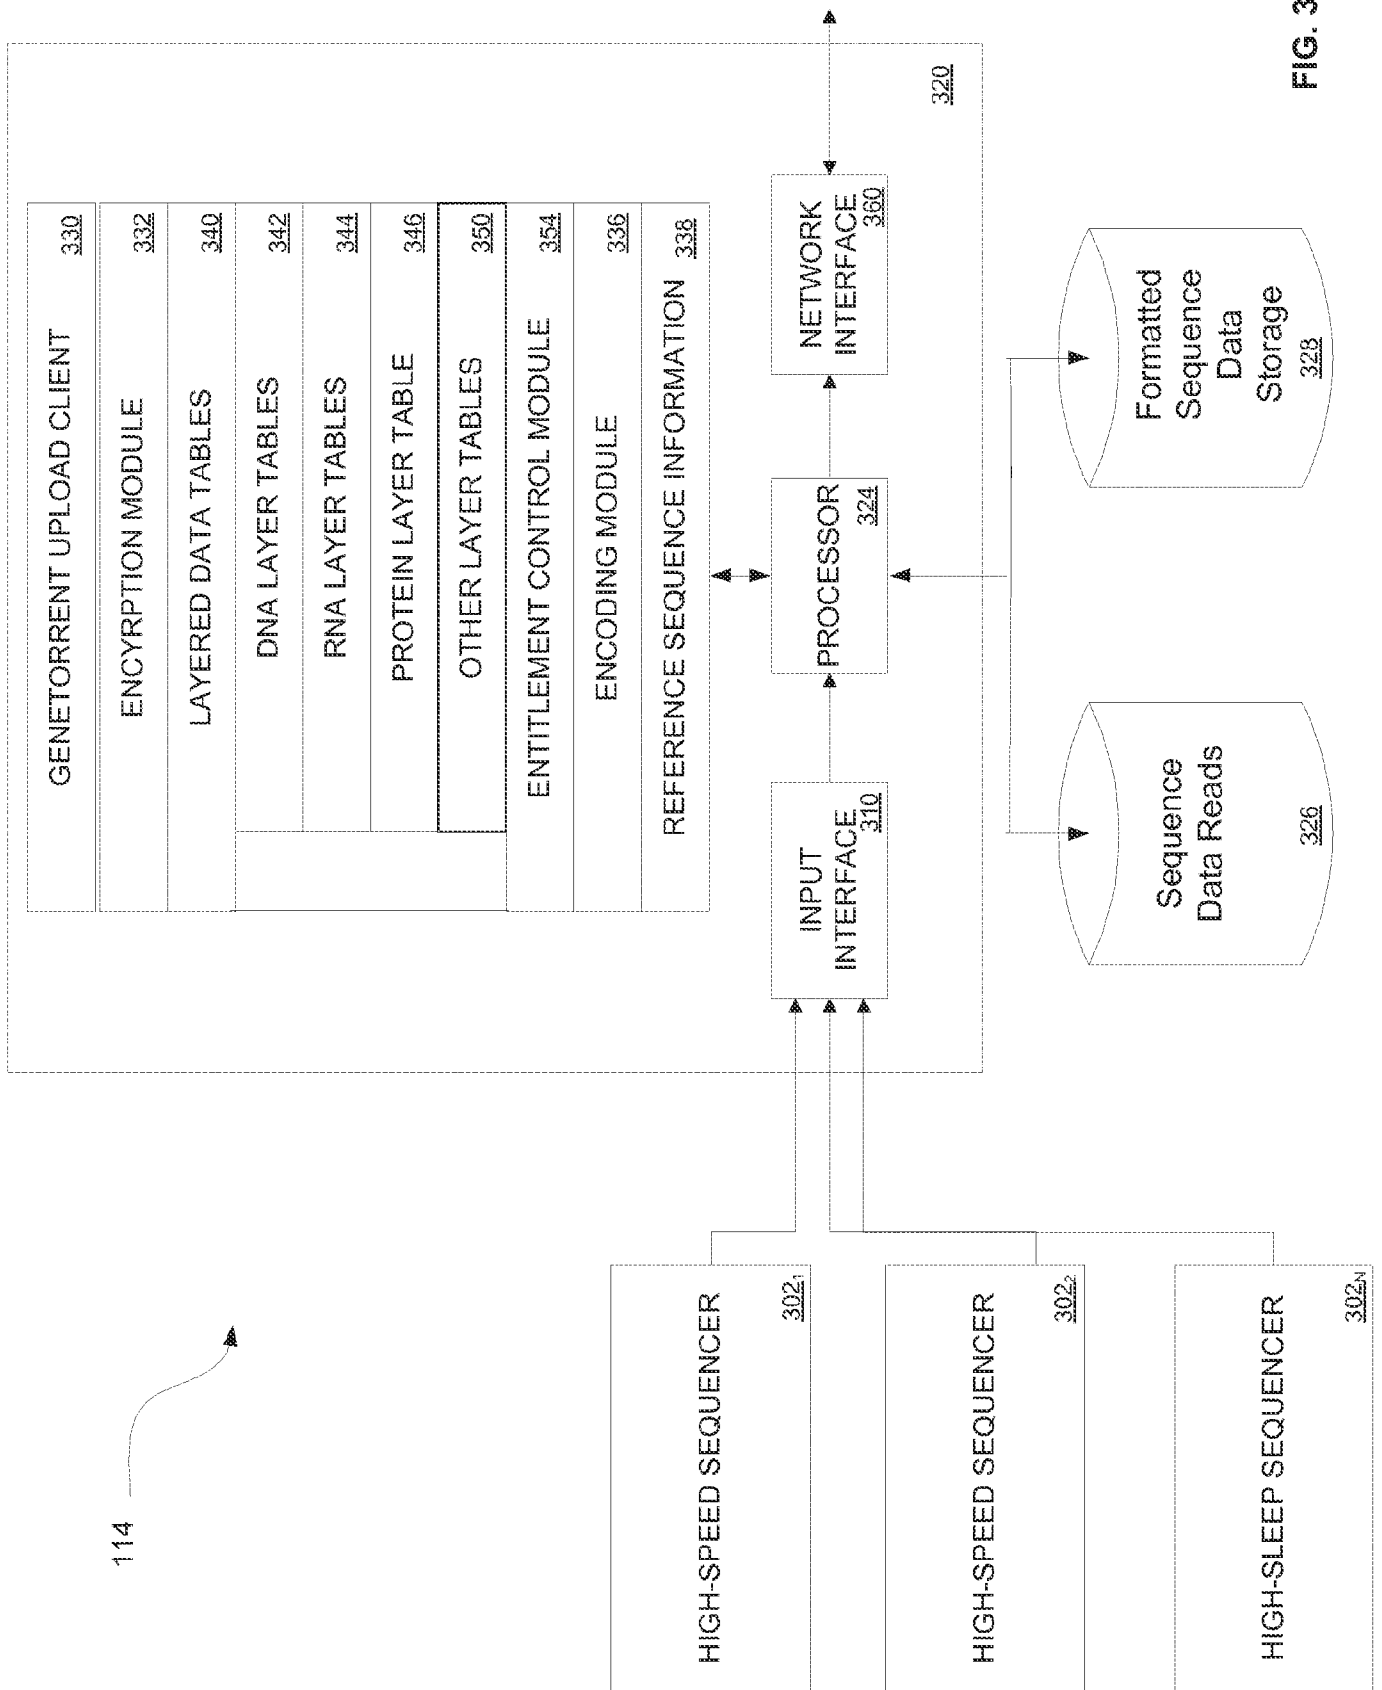 114
HIGH-SPEED SEQUENCER
302₁
HIGH-SPEED SEQUENCER
302₂
HIGH-SLEEP SEQUENCER
302N
GENETORRENT UPLOAD CLIENT
330
ENCYRPTION MODULE
332
LAYERED DATA TABLES
340
DNA LAYER TABLES
342
RNA LAYER TABLES
344
PROTEIN LAYER TABLE
346
OTHER LAYER TABLES
350
ENTITLEMENT CONTROL MODULE
354
ENCODING MODULE
336
REFERENCE SEQUENCE INFORMATION
338
INPUT
INTERFACE
310
PROCESSOR
324
NETWORK
INTERFACE
360
320
Sequence
Data Reads
326
Formatted
Sequence
Data
Storage
328
FIG. 3